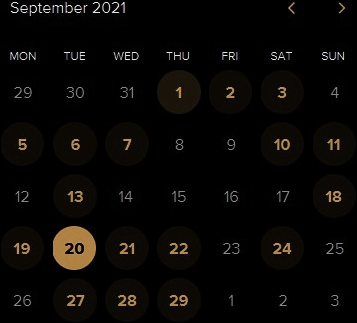 September 2021
MON TUE WED THU FRI SAT SUN
29 30 31 1 2 3 4
5 6 7 8 9 10 11
12 13 14 15 16 17 18
19 20 21 22 23 24 25
26 27 28 29 1 2 3